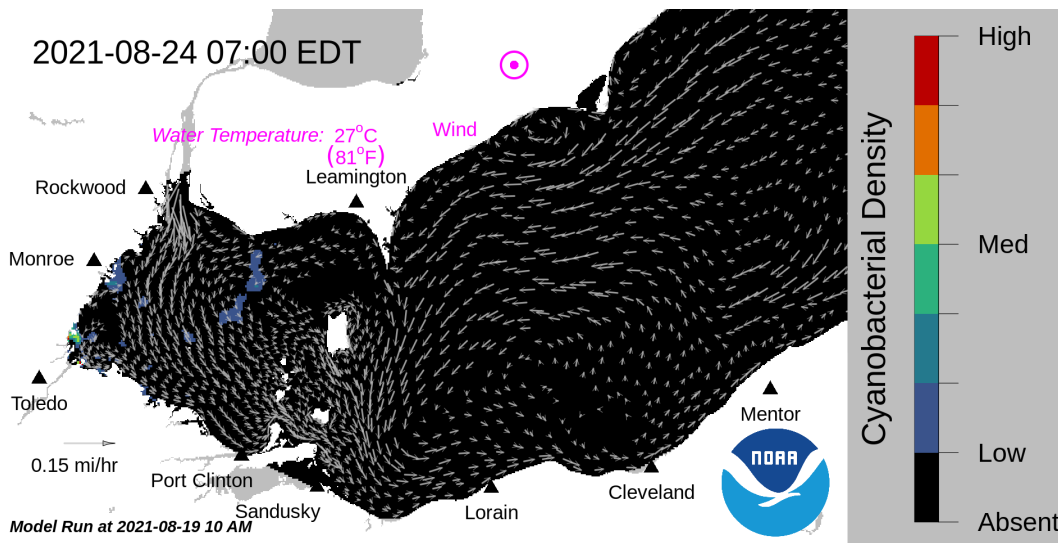 2021-08-24 07:00 EDT
Water Temperature: 27°C
(81°F)
Wind
Leamington
Rockwood
Monroe
Toledo
0.15 mi/hr
Port Clinton
Sandusky
Lorain
Cleveland
Mentor
NOAA
Model Run at 2021-08-19 10 AM
Cyanobacterial Density
High
Med
Low
Absent